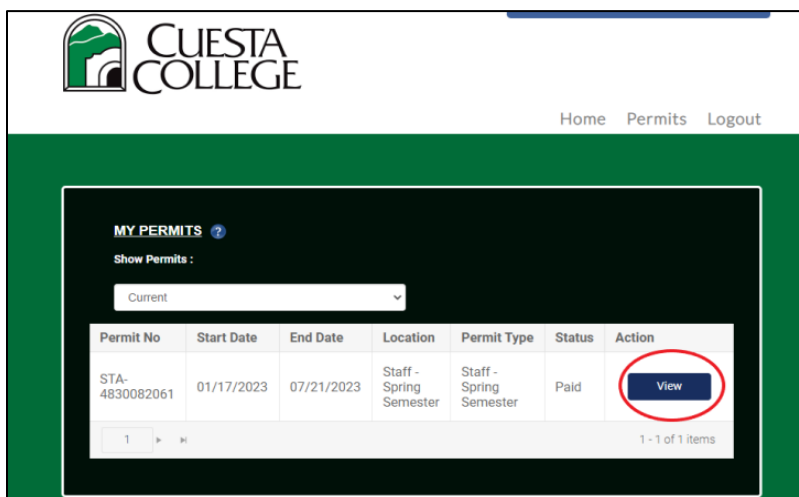 CUESTA
COLLEGE
Home Permits Logout
MY PERMITS ?
Show Permits :
Current
Permit No Start Date End Date Location Permit Type Status Action
STA-4830082061 01/17/2023 07/21/2023 Staff - Spring Semester Staff - Spring Semester Paid View
1 1 - 1 of 1 items